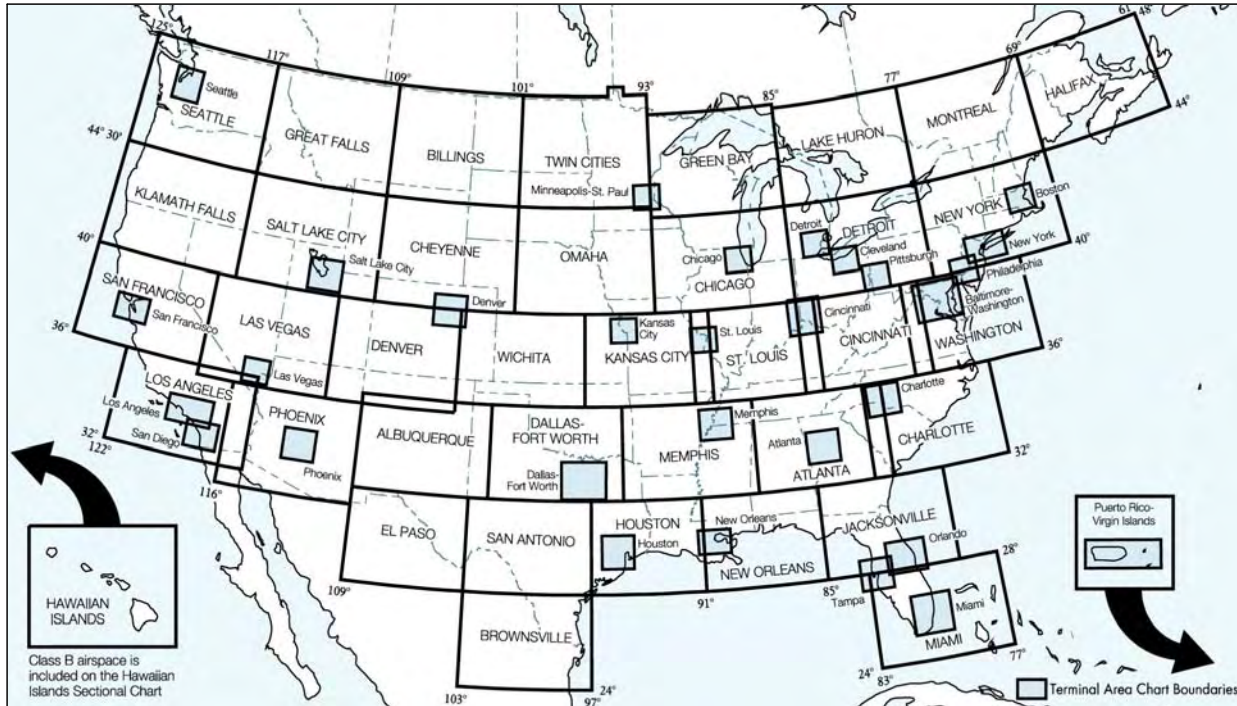 125°
117°
109°
101°
93°
85°
77°
69°
61°
48°
44°
Seattle
SEATTLE
GREAT FALLS
BILLINGS
TWIN CITIES
Minneapolis-St. Paul
GREEN BAY
LAKE HURON
MONTREAL
HALIFAX
44° 30'
KLAMATH FALLS
SALT LAKE CITY
Salt Lake City
CHEYENNE
Denver
OMAHA
Chicago
CHICAGO
Detroit
DETROIT
Cleveland
Pittsburgh
NEW YORK
Boston
New York
40°
Philadelphia
Baltimore-
Washington
40°
SAN FRANCISCO
San Francisco
LAS VEGAS
Las Vegas
DENVER
WICHITA
Kansas
City
KANSAS CITY
St. Louis
ST. LOUIS
Cincinnati
CINCINNATI
WASHINGTON
36°
36°
LOS ANGELES
Los Angeles
San Diego
PHOENIX
Phoenix
ALBUQUERQUE
DALLAS-
FORT WORTH
Dallas-
Fort Worth
Memphis
MEMPHIS
Atlanta
ATLANTA
Charlotte
CHARLOTTE
32°
32°
122°
116°
EL PASO
SAN ANTONIO
HOUSTON
Houston
New Orleans
NEW ORLEANS
JACKSONVILLE
Orlando
28°
109°
91°
85°
Tampa
Miami
MIAMI
BROWNSVILLE
103°
97°
24°
24°
83°
77°
HAWAIIAN
ISLANDS
Class B airspace is
included on the Hawaiian
Islands Sectional Chart
Puerto Rico-
Virgin Islands
Terminal Area Chart Boundaries